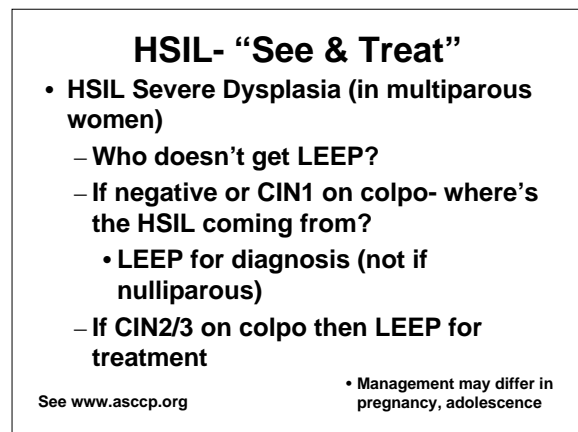 HSIL- “See & Treat”
• HSIL Severe Dysplasia (in multiparous
women)
– Who doesn’t get LEEP?
– If negative or CIN1 on colpo- where’s
the HSIL coming from?
• LEEP for diagnosis (not if
nulliparous)
– If CIN2/3 on colpo then LEEP for
treatment
See www.asccp.org
• Management may differ in
pregnancy, adolescence